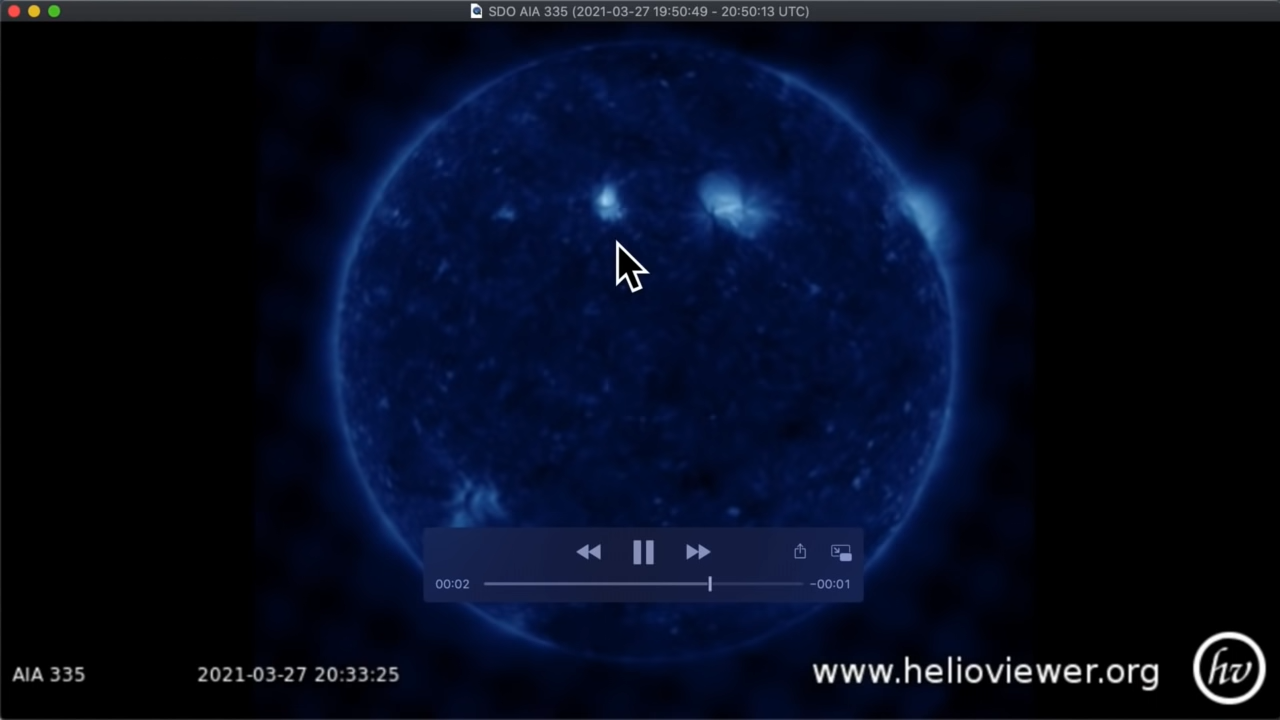 SDO AIA 335 (2021-03-27 19:50:49 - 20:50:13 UTC)
00:02
-00:01
AIA 335
2021-03-27 20:33:25
www.helioviewer.org
hv